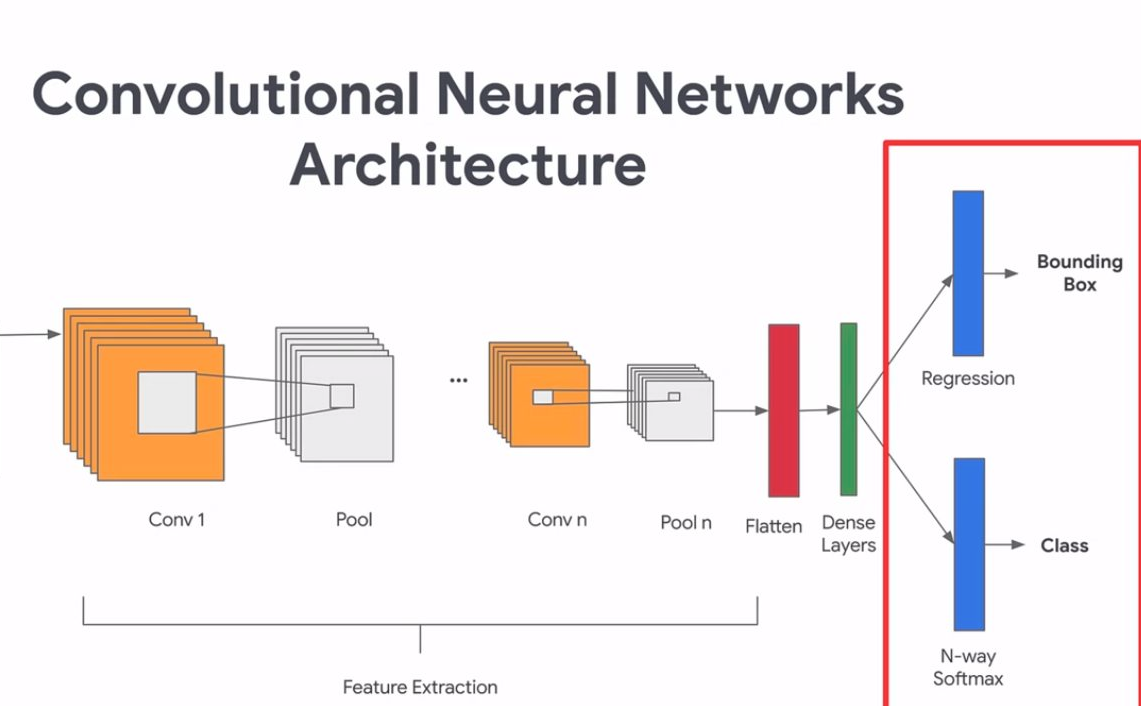 Convolutional Neural Networks
Architecture
Bounding
Box
Regression
...
Conv 1
Pool
Conv n
Pool n
Flatten
Dense
Layers
Class
N-way
Softmax
Feature Extraction